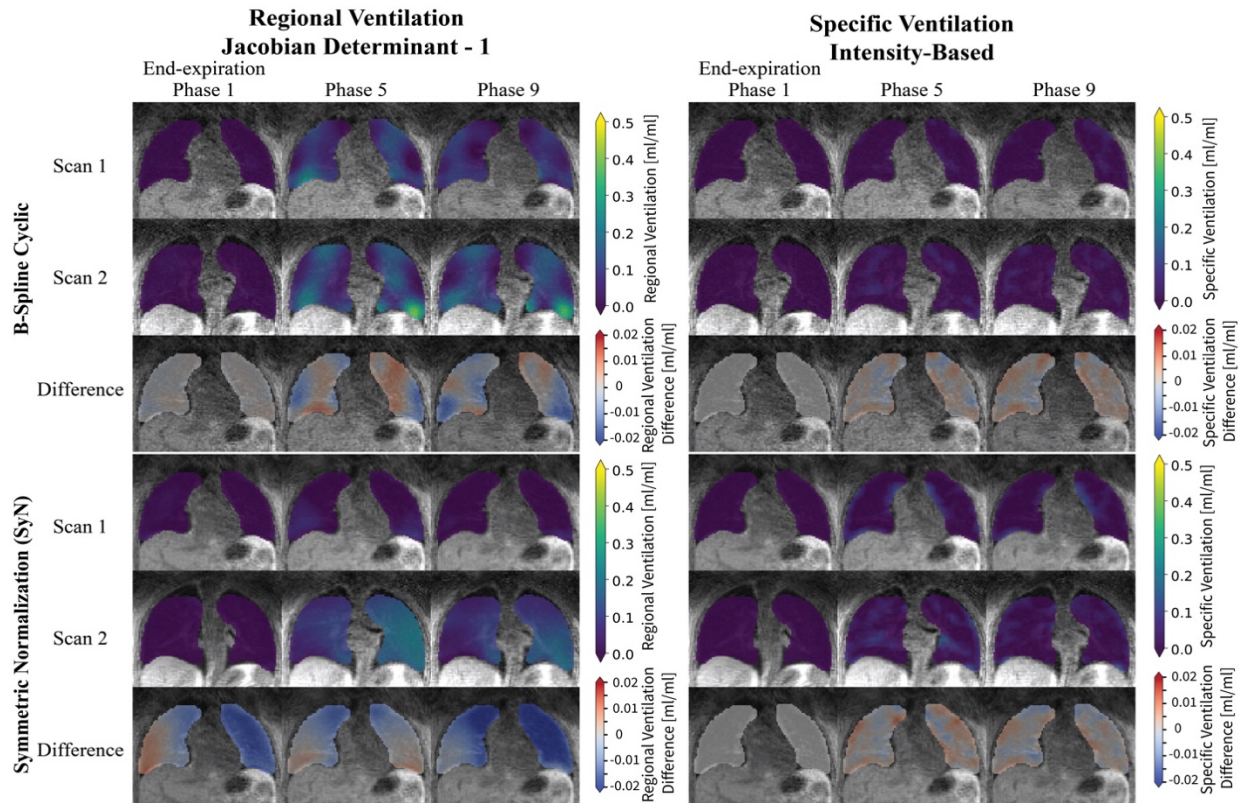 Regional Ventilation
Jacobian Determinant - 1
Specific Ventilation
Intensity-Based
End-expiration
Phase 1
Phase 5
Phase 9
End-expiration
Phase 1
Phase 5
Phase 9
B-Spline Cyclic
Scan 1
0.5
0.4
0.3
0.2
0.1
0.0
Regional Ventilation [ml/ml]
0.5
0.4
0.3
0.2
0.1
0.0
Specific Ventilation [ml/ml]
Scan 2
Difference
0.02
0.01
0
-0.01
-0.02
Regional Ventilation
Difference [ml/ml]
0.02
0.01
0
-0.01
-0.02
Specific Ventilation
Difference [ml/ml]
Symmetric Normalization (SyN)
Scan 1
0.5
0.4
0.3
0.2
0.1
0.0
Regional Ventilation [ml/ml]
0.5
0.4
0.3
0.2
0.1
0.0
Specific Ventilation [ml/ml]
Scan 2
Difference
0.02
0.01
0
-0.01
-0.02
Regional Ventilation
Difference [ml/ml]
0.02
0.01
0
-0.01
-0.02
Specific Ventilation
Difference [ml/ml]